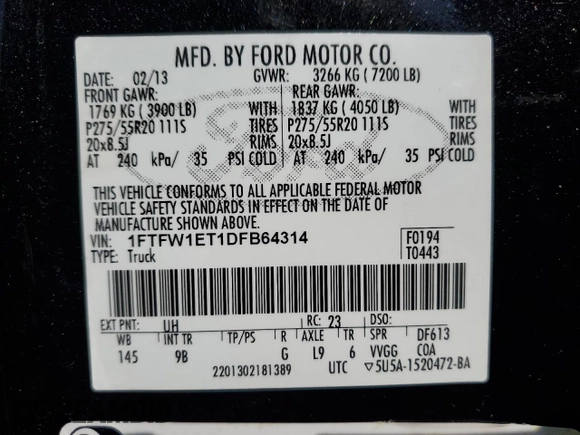 MFD. BY FORD MOTOR CO.
DATE: 02/13 GVWR: 3266 KG ( 7200 LB)
FRONT GAWR: REAR GAWR:
1769 KG ( 3900 LB) WITH 1837 KG ( 4050 LB) WITH
P275/55R20 111S TIRES P275/55R20 111S TIRES
20x8.5J RIMS 20x8.5J RIMS
AT 240 kPa/ 35 PSI COLD AT 240 kPa/ 35 PSI COLD
THIS VEHICLE CONFORMS TO ALL APPLICABLE FEDERAL MOTOR
VEHICLE SAFETY STANDARDS IN EFFECT ON THE DATE OF
MANUFACTURE SHOWN ABOVE.
VIN: 1FTFW1ET1DFB64314 F0194
TYPE: Truck T0443
EXT PNT: UH RC: 23 DSO:
WB INT TR TP/PS R AXLE TR SPR DF613
145 9B G L9 6 VVGG COA
2201302181389 UTC ▽5U5A-1520472-BA